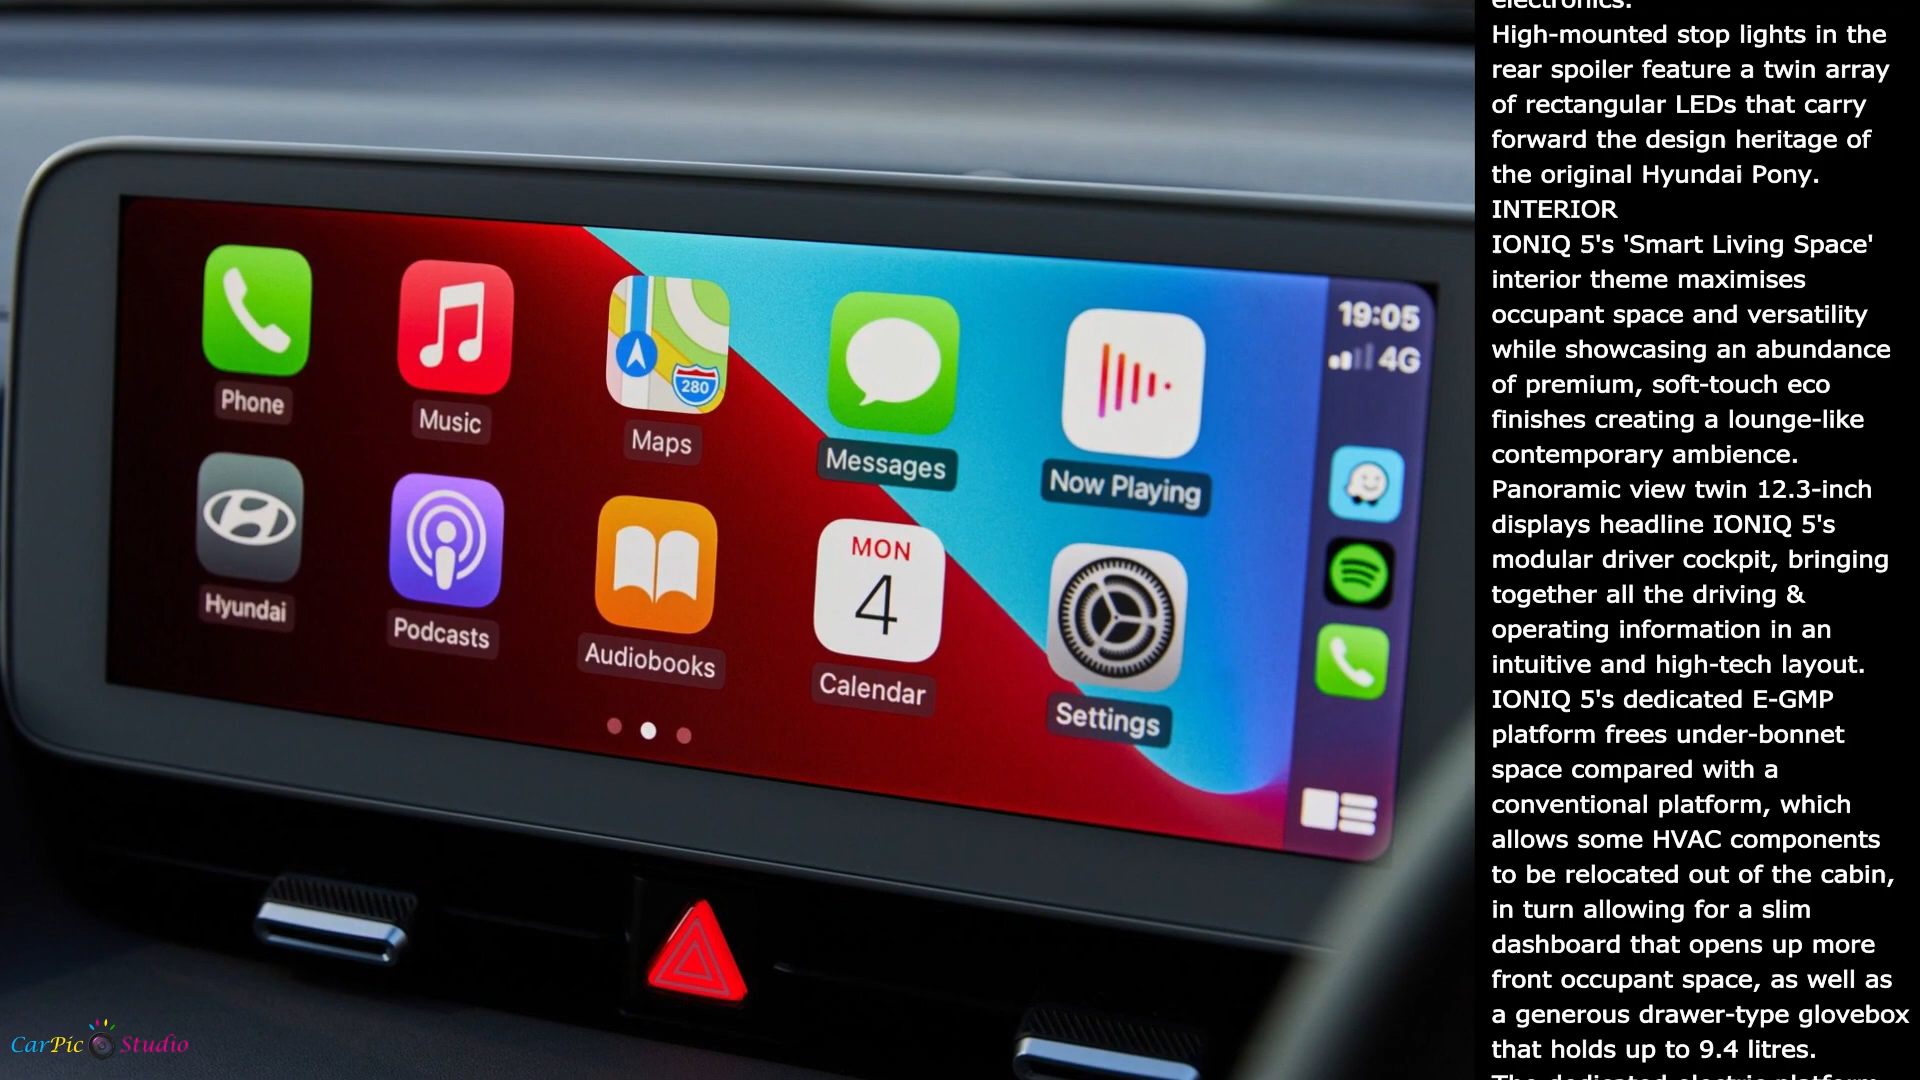 19:05
4G
280
Phone
Music
Maps
Messages
Now Playing
MON
4
Hyundai
Podcasts
Audiobooks
Calendar
Settings
CarPic Studio
electronics.
High-mounted stop lights in the
rear spoiler feature a twin array
of rectangular LEDs that carry
forward the design heritage of
the original Hyundai Pony.
INTERIOR
IONIQ 5's 'Smart Living Space'
interior theme maximises
occupant space and versatility
while showcasing an abundance
of premium, soft-touch eco
finishes creating a lounge-like
contemporary ambience.
Panoramic view twin 12.3-inch
displays headline IONIQ 5's
modular driver cockpit, bringing
together all the driving &
operating information in an
intuitive and high-tech layout.
IONIQ 5's dedicated E-GMP
platform frees under-bonnet
space compared with a
conventional platform, which
allows some HVAC components
to be relocated out of the cabin,
in turn allowing for a slim
dashboard that opens up more
front occupant space, as well as
a generous drawer-type glovebox
that holds up to 9.4 litres.
The dedicated electric platform